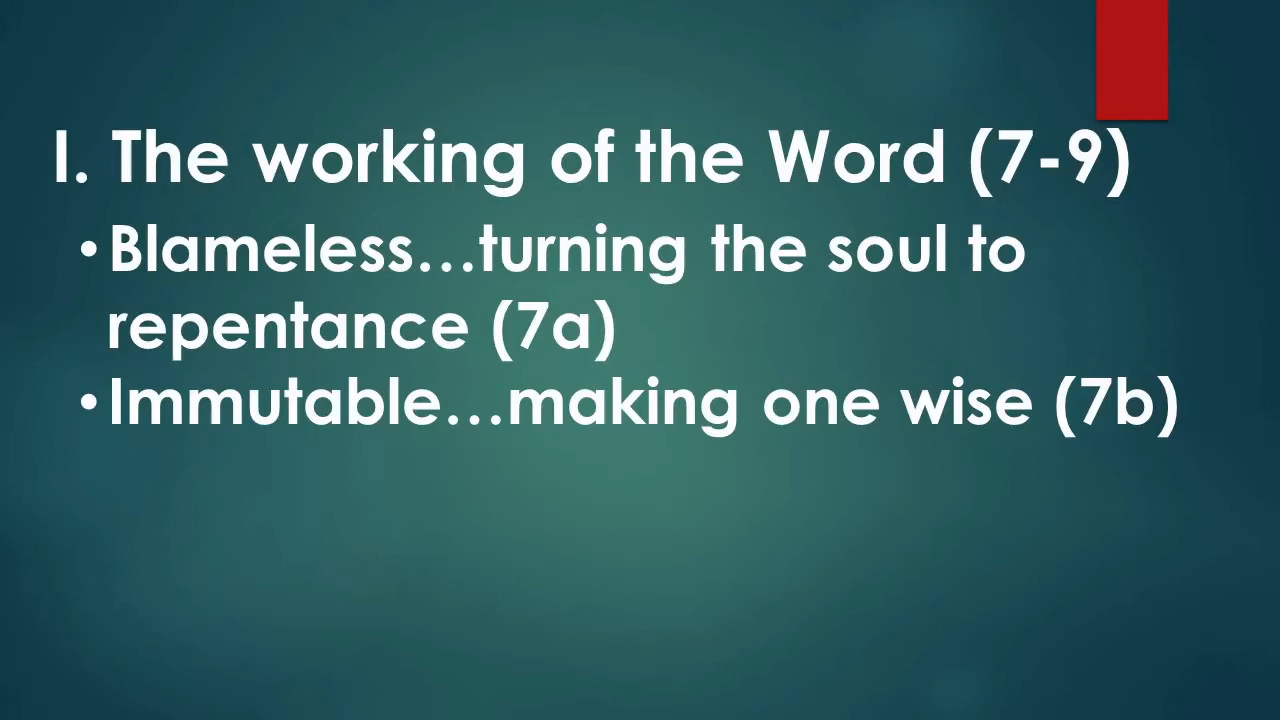 I. The working of the Word (7-9)
•Blameless…turning the soul to
repentance (7a)
•Immutable…making one wise (7b)